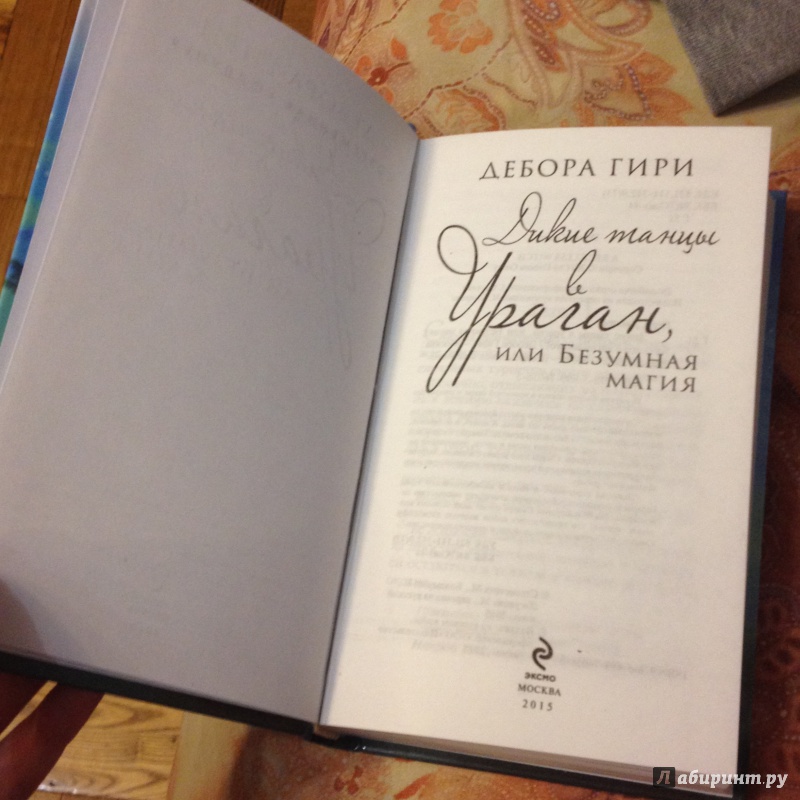 ДЕБОРА ГИРИ
Дикие танцы
в
Ураган,
или Безумная
магия
ЭКСМО
МОСКВА
2015
Лабиринт.ру